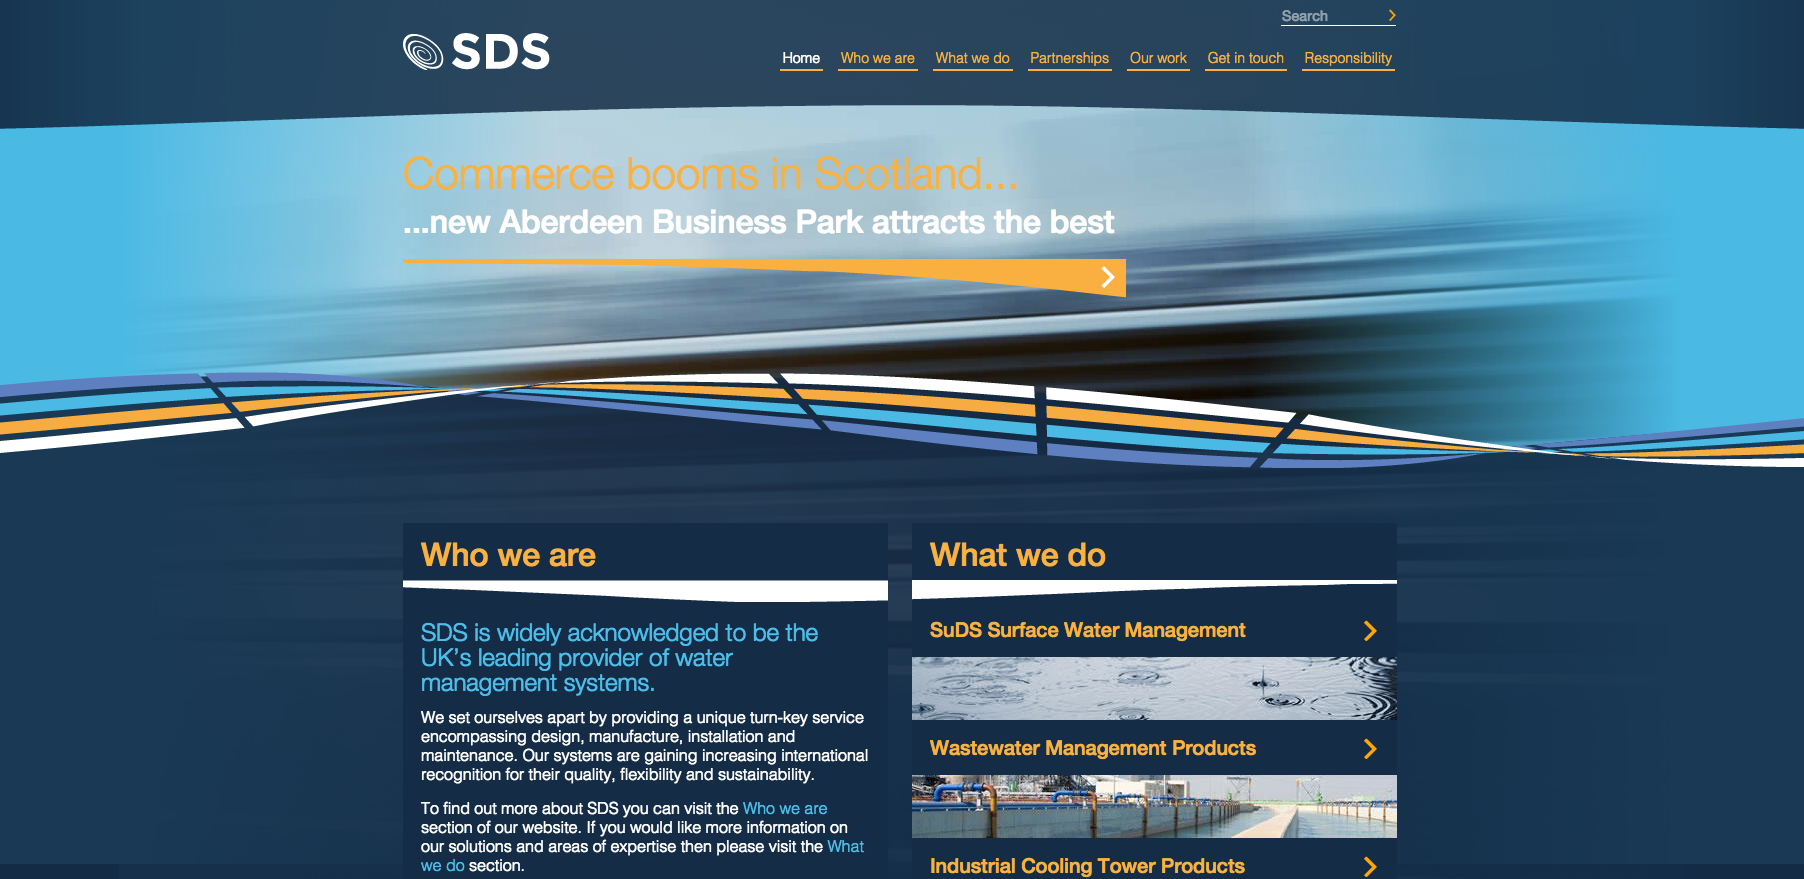 Search
SDS
Home Who we are What we do Partnerships Our work Get in touch Responsibility
Commerce booms in Scotland...
...new Aberdeen Business Park attracts the best
Who we are
SDS is widely acknowledged to be the
UK's leading provider of water
management systems.
We set ourselves apart by providing a unique turn-key service
encompassing design, manufacture, installation and
maintenance. Our systems are gaining increasing international
recognition for their quality, flexibility and sustainability.
To find out more about SDS you can visit the Who we are
section of our website. If you would like more information on
our solutions and areas of expertise then please visit the What
we do section.
What we do
SuDS Surface Water Management
Wastewater Management Products
Industrial Cooling Tower Products